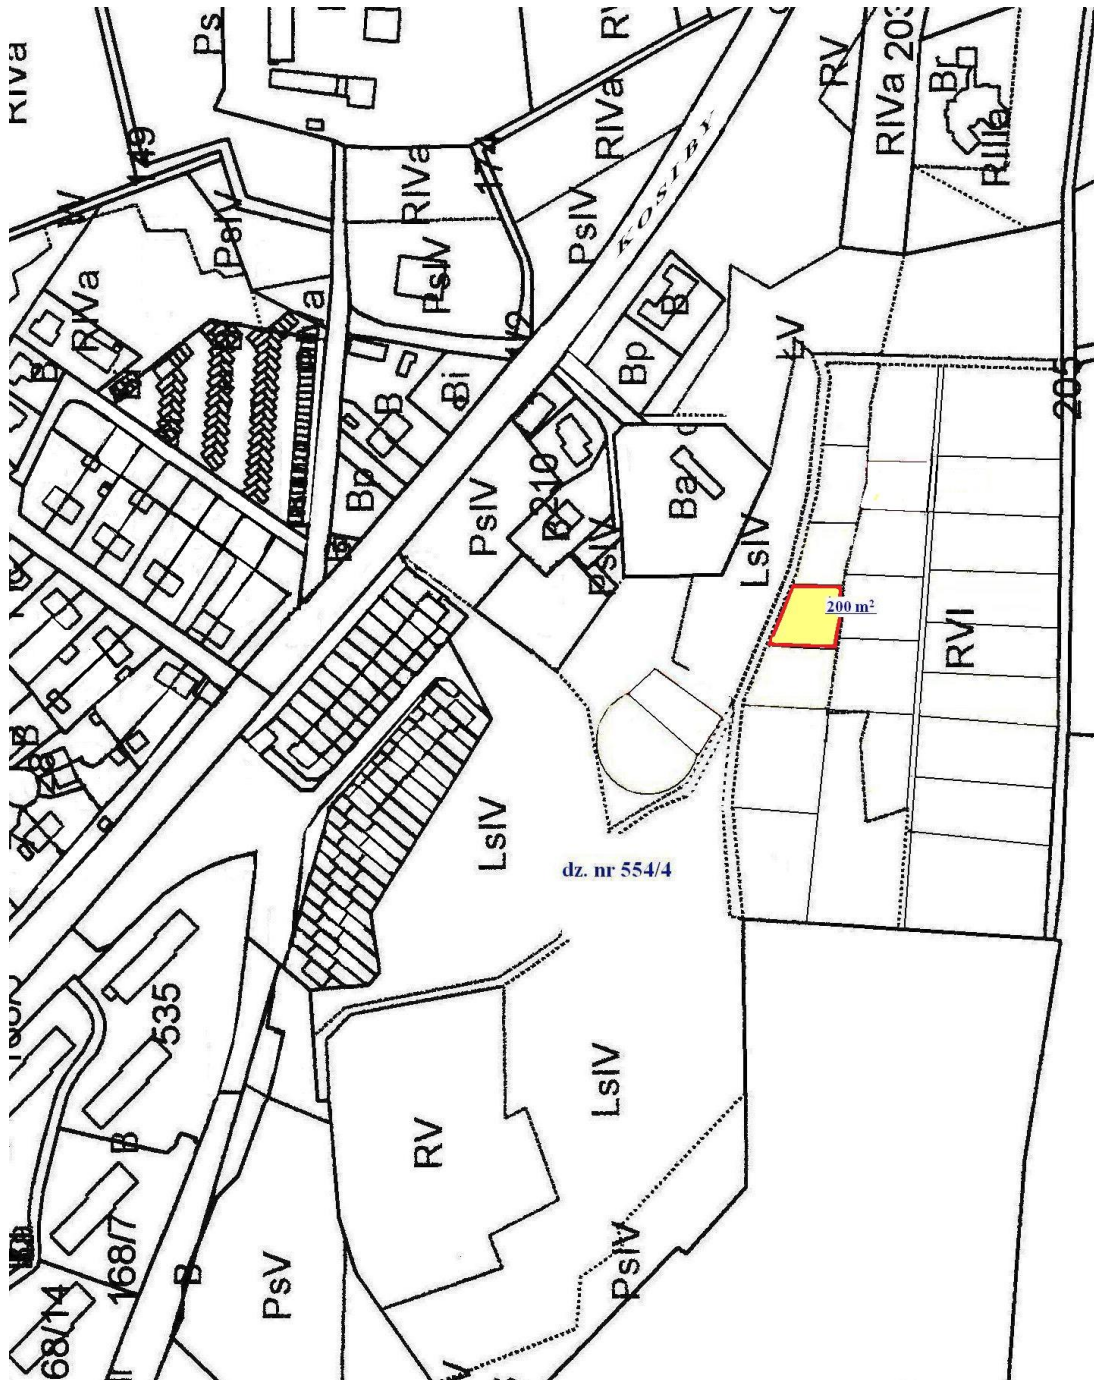 Ps
RV
RIVa
RV
RIVa 203
Br
RIIIa
149
RIVa
174
RIVa
PsIV
PsIV
PsIV
KOSIBY
RIVa
a
B
LV
Bp
Bi
B
B
205
Bp
PsIV
B 210
PsIV
Ba
LsIV
200 m²
RVI
B
LsIV
dz. nr 554/4
535
LsIV
RV
B
168/7
B
PsV
PsIV
68/14